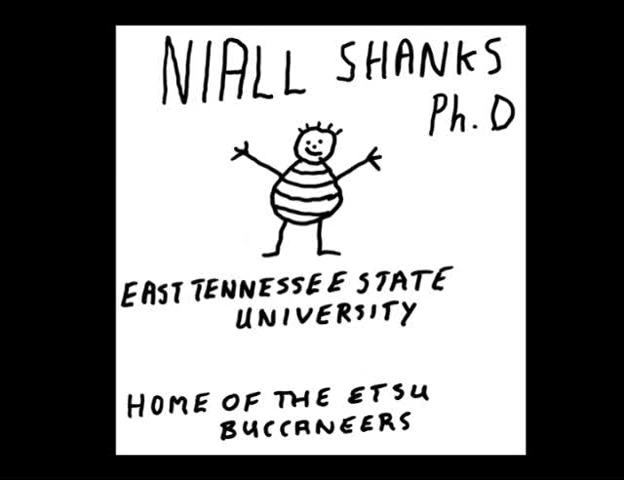 NIALL SHANKS
Ph.D
EAST TENNESSEE STATE
UNIVERSITY
HOME OF THE ETSU
BUCCANEERS